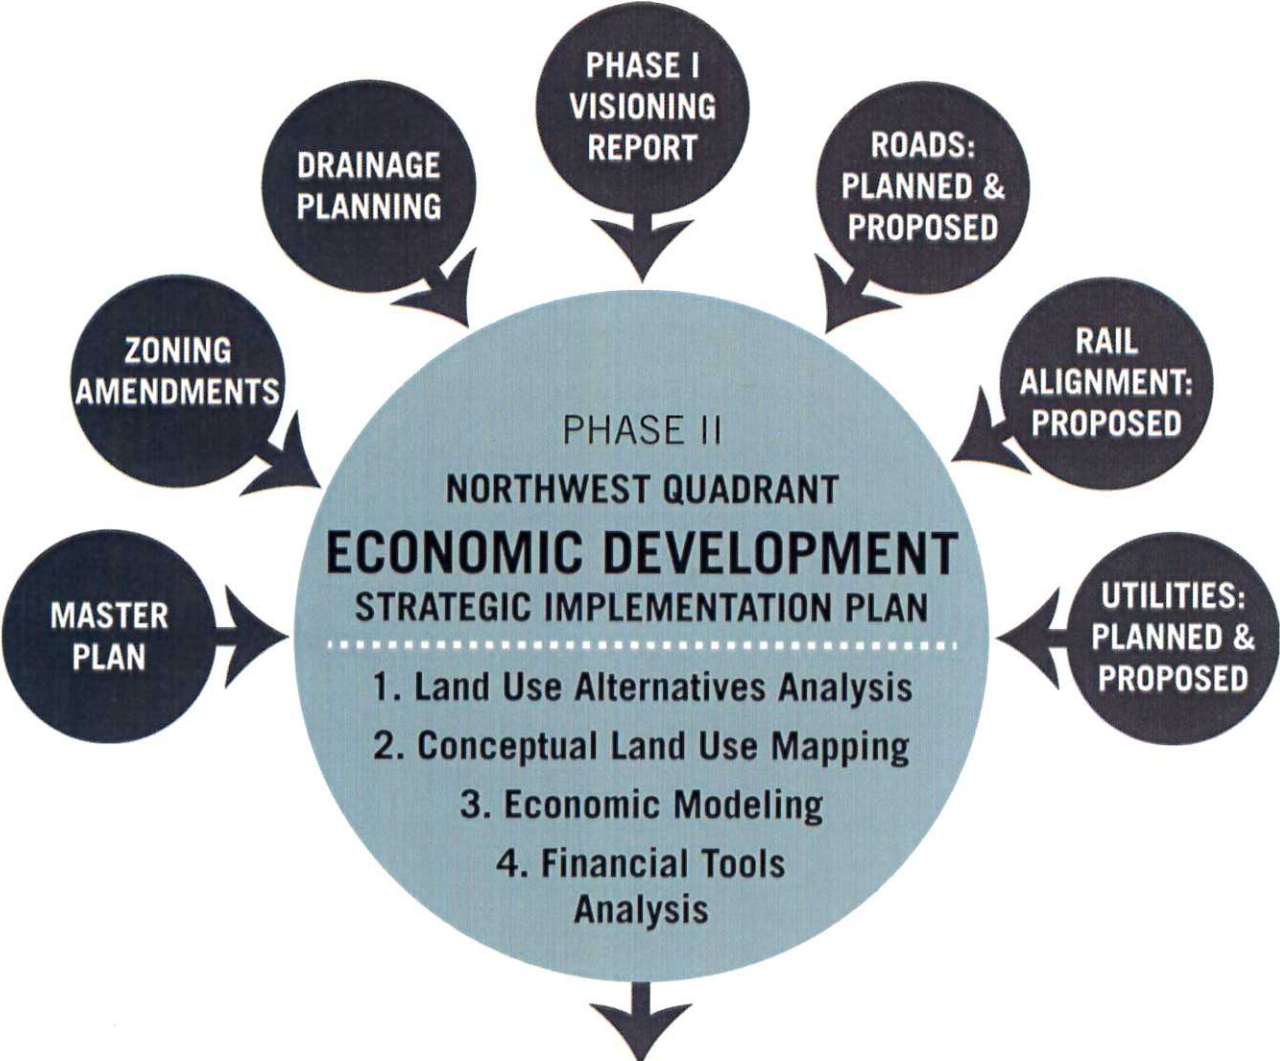 PHASE I
VISIONING
REPORT
DRAINAGE
PLANNING
ROADS:
PLANNED &
PROPOSED
ZONING
AMENDMENTS
RAIL
ALIGNMENT:
PROPOSED
MASTER
PLAN
UTILITIES:
PLANNED &
PROPOSED
PHASE II
NORTHWEST QUADRANT
ECONOMIC DEVELOPMENT
STRATEGIC IMPLEMENTATION PLAN
1. Land Use Alternatives Analysis
2. Conceptual Land Use Mapping
3. Economic Modeling
4. Financial Tools
Analysis